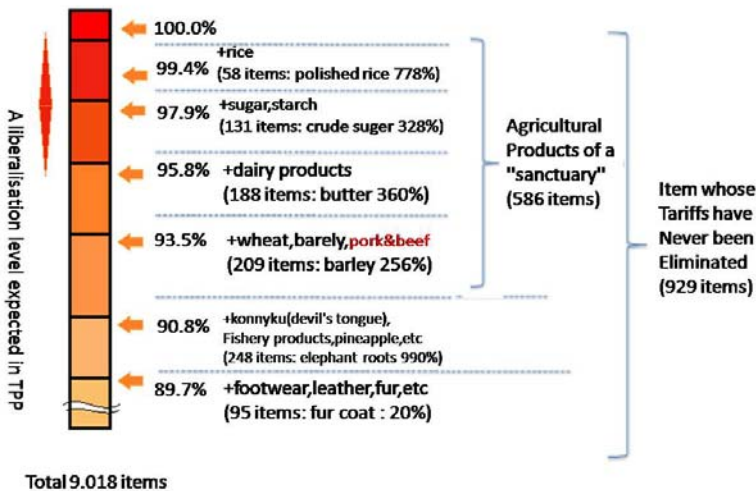 100.0%
+rice
99.4%
(58 items: polished rice 778%)
+sugar,starch
97.9%
(131 items: crude suger 328%)
95.8%
+dairy products
(188 items: butter 360%)
93.5%
+wheat,barely,pork&beef
(209 items: barley 256%)
+konnyku(devil's tongue),
90.8%
Fishery products,pineapple,etc
(248 items: elephant roots 990%)
89.7%
+footwear,leather,fur,etc
(95 items: fur coat : 20%)
Agricultural
Products of a
"sanctuary"
(586 items)
Item whose
Tariffs have
Never been
Eliminated
(929 items)
A liberalisation level expected in TPP
Total 9.018 items